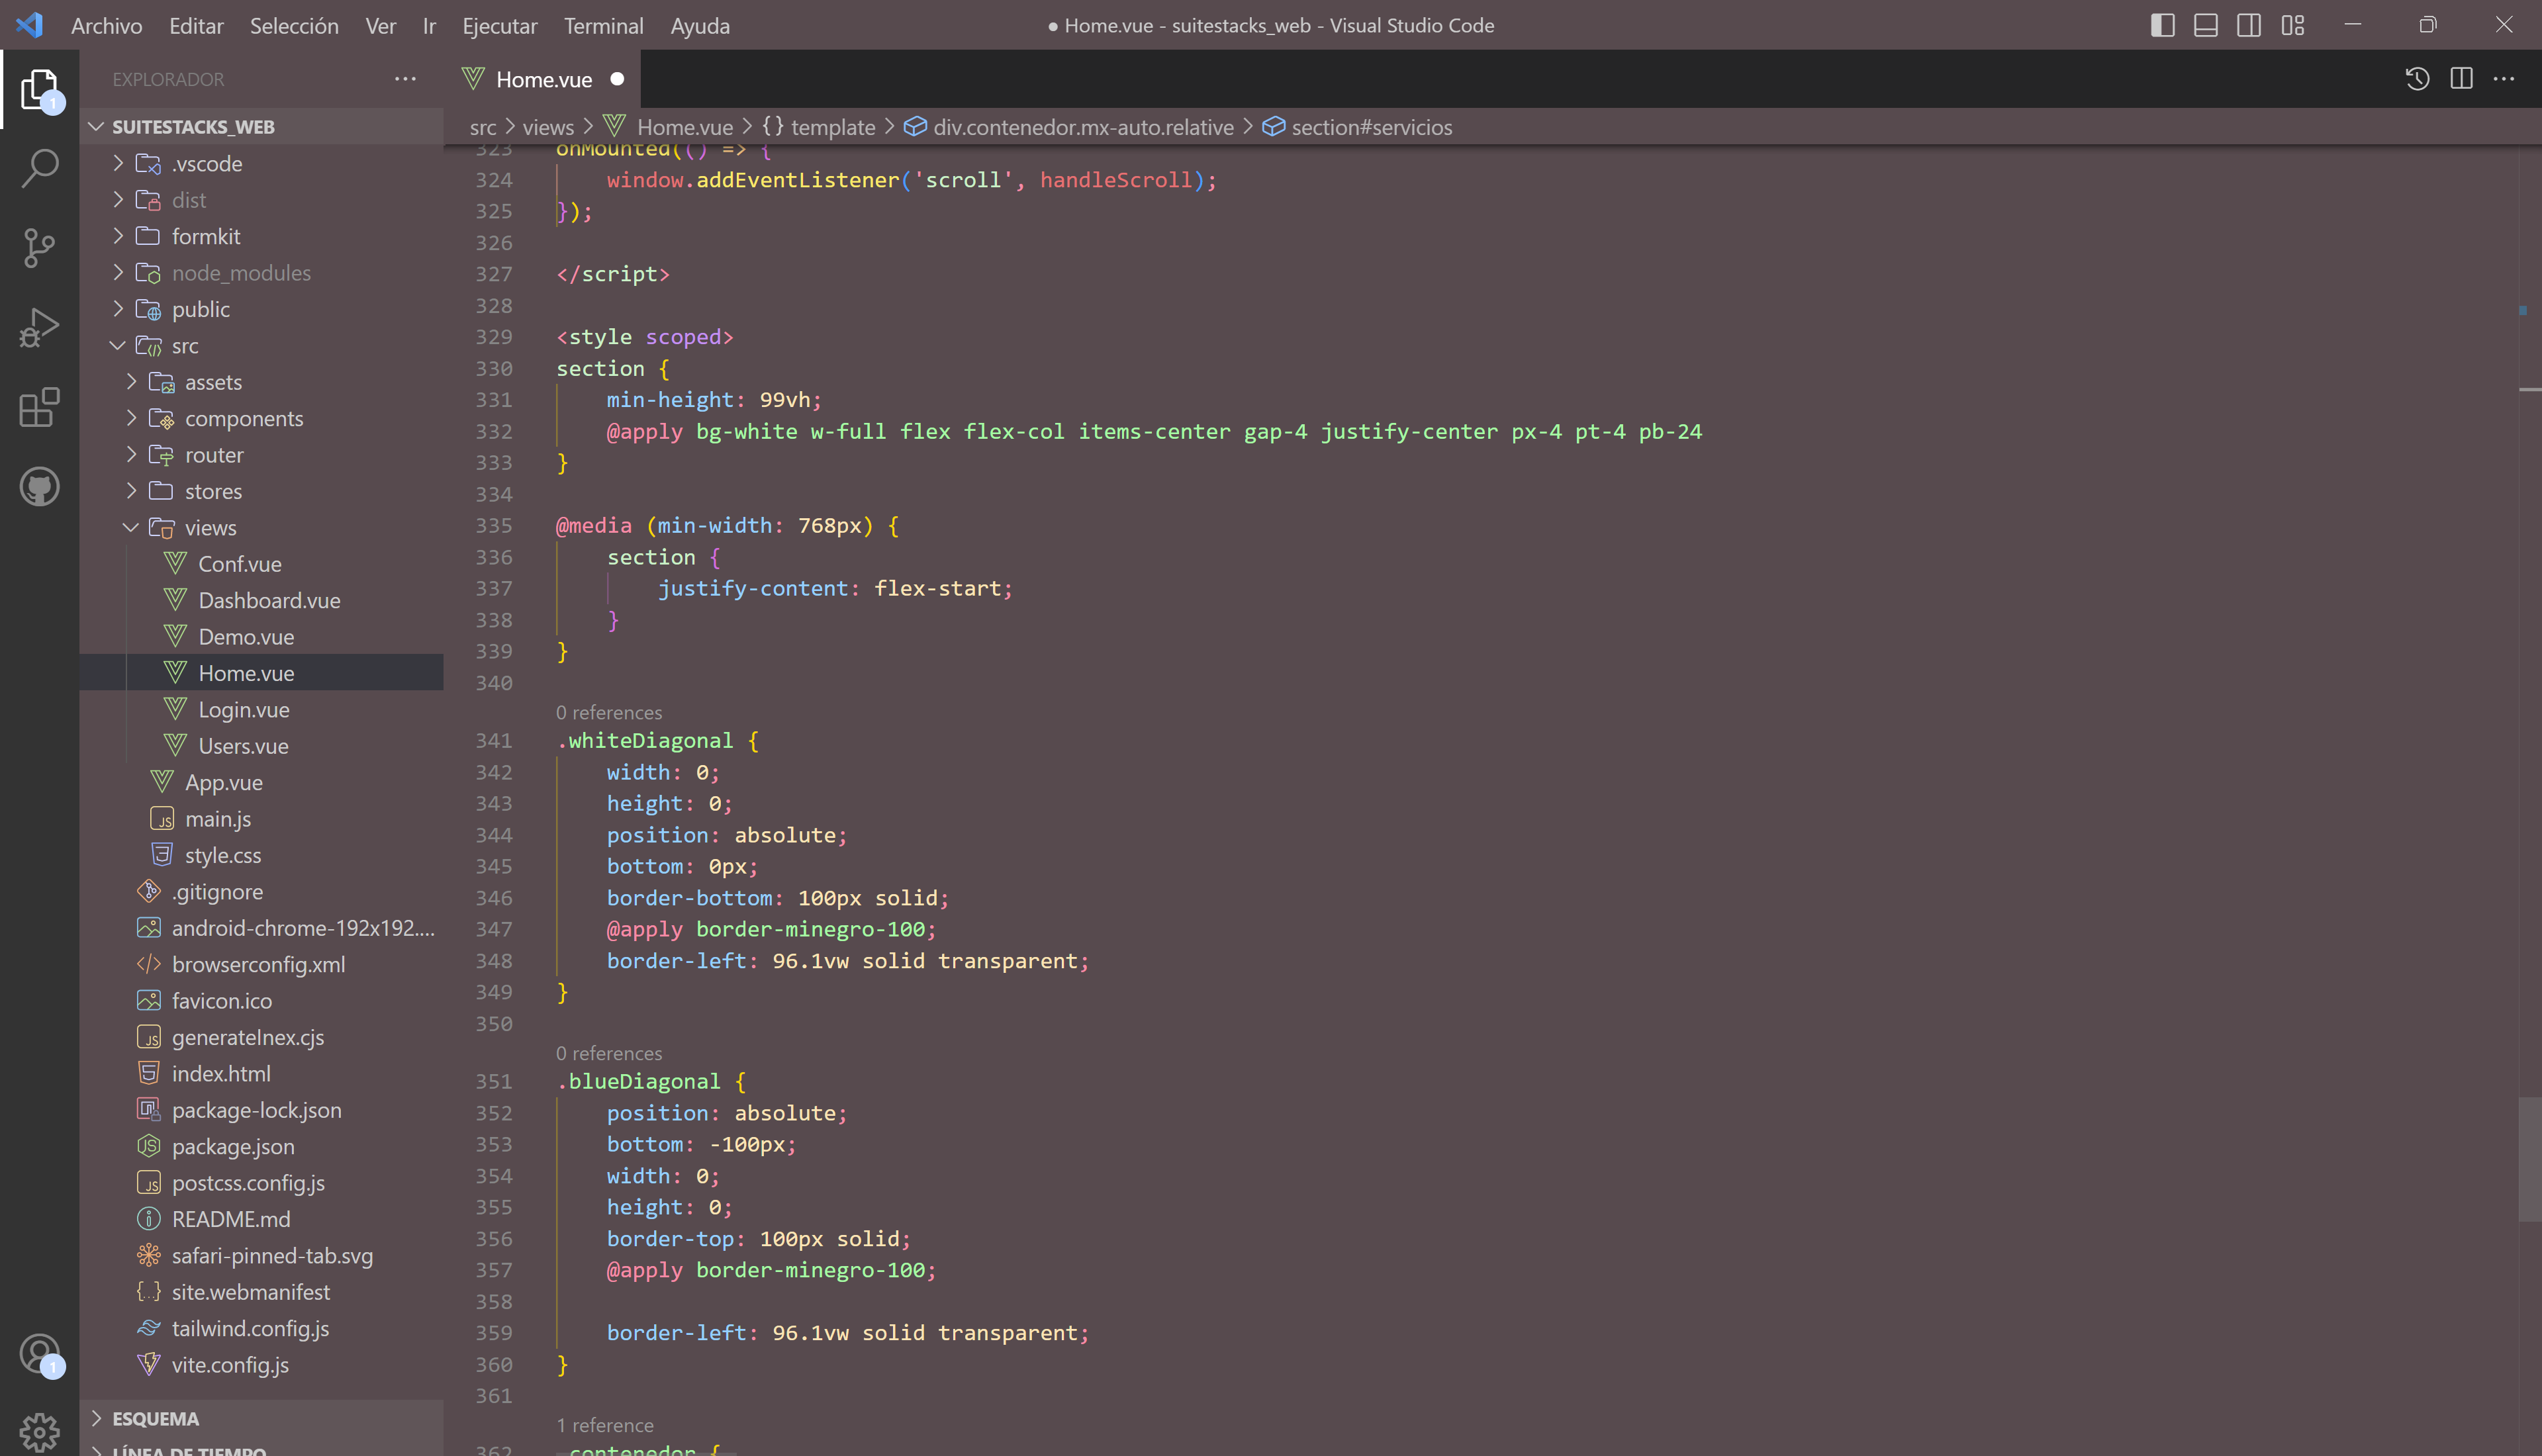 Archivo Editar Selección Ver Ir Ejecutar Terminal Ayuda
● Home.vue - suitestacks_web - Visual Studio Code
EXPLORADOR
SUITESTACKS_WEB
.vscode
dist
formkit
node_modules
public
src
assets
components
router
stores
views
Conf.vue
Dashboard.vue
Demo.vue
Home.vue
Login.vue
Users.vue
App.vue
main.js
style.css
.gitignore
android-chrome-192x192....
browserconfig.xml
favicon.ico
generateInex.cjs
index.html
package-lock.json
package.json
postcss.config.js
README.md
safari-pinned-tab.svg
site.webmanifest
tailwind.config.js
vite.config.js
ESQUEMA
LÍNEA DE TIEMPO
1
1
Home.vue
src > views > Home.vue > {} template > div.contenedor.mx-auto.relative > section#servicios
323 onMounted(() => {
324 window.addEventListener('scroll', handleScroll);
325 });
326
327 </script>
328
329 <style scoped>
330 section {
331 min-height: 99vh;
332 @apply bg-white w-full flex flex-col items-center gap-4 justify-center px-4 pt-4 pb-24
333 }
334
335 @media (min-width: 768px) {
336 section {
337 justify-content: flex-start;
338 }
339 }
340
0 references
341 .whiteDiagonal {
342 width: 0;
343 height: 0;
344 position: absolute;
345 bottom: 0px;
346 border-bottom: 100px solid;
347 @apply border-minegro-100;
348 border-left: 96.1vw solid transparent;
349 }
350
0 references
351 .blueDiagonal {
352 position: absolute;
353 bottom: -100px;
354 width: 0;
355 height: 0;
356 border-top: 100px solid;
357 @apply border-minegro-100;
358
359 border-left: 96.1vw solid transparent;
360 }
361
1 reference
362 .contenedor {